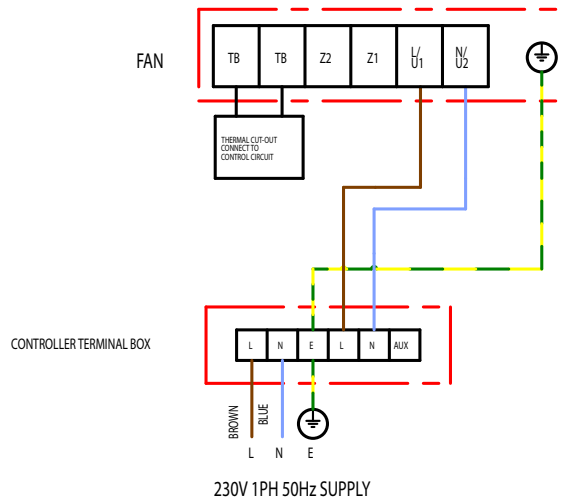 FAN
TB TB Z2 Z1 L/ U1 N/ U2
THERMAL CUT-OUT
CONNECT TO
CONTROL CIRCUIT
CONTROLLER TERMINAL BOX
L N E L N AUX
BROWN
BLUE
L N E
230V 1PH 50Hz SUPPLY